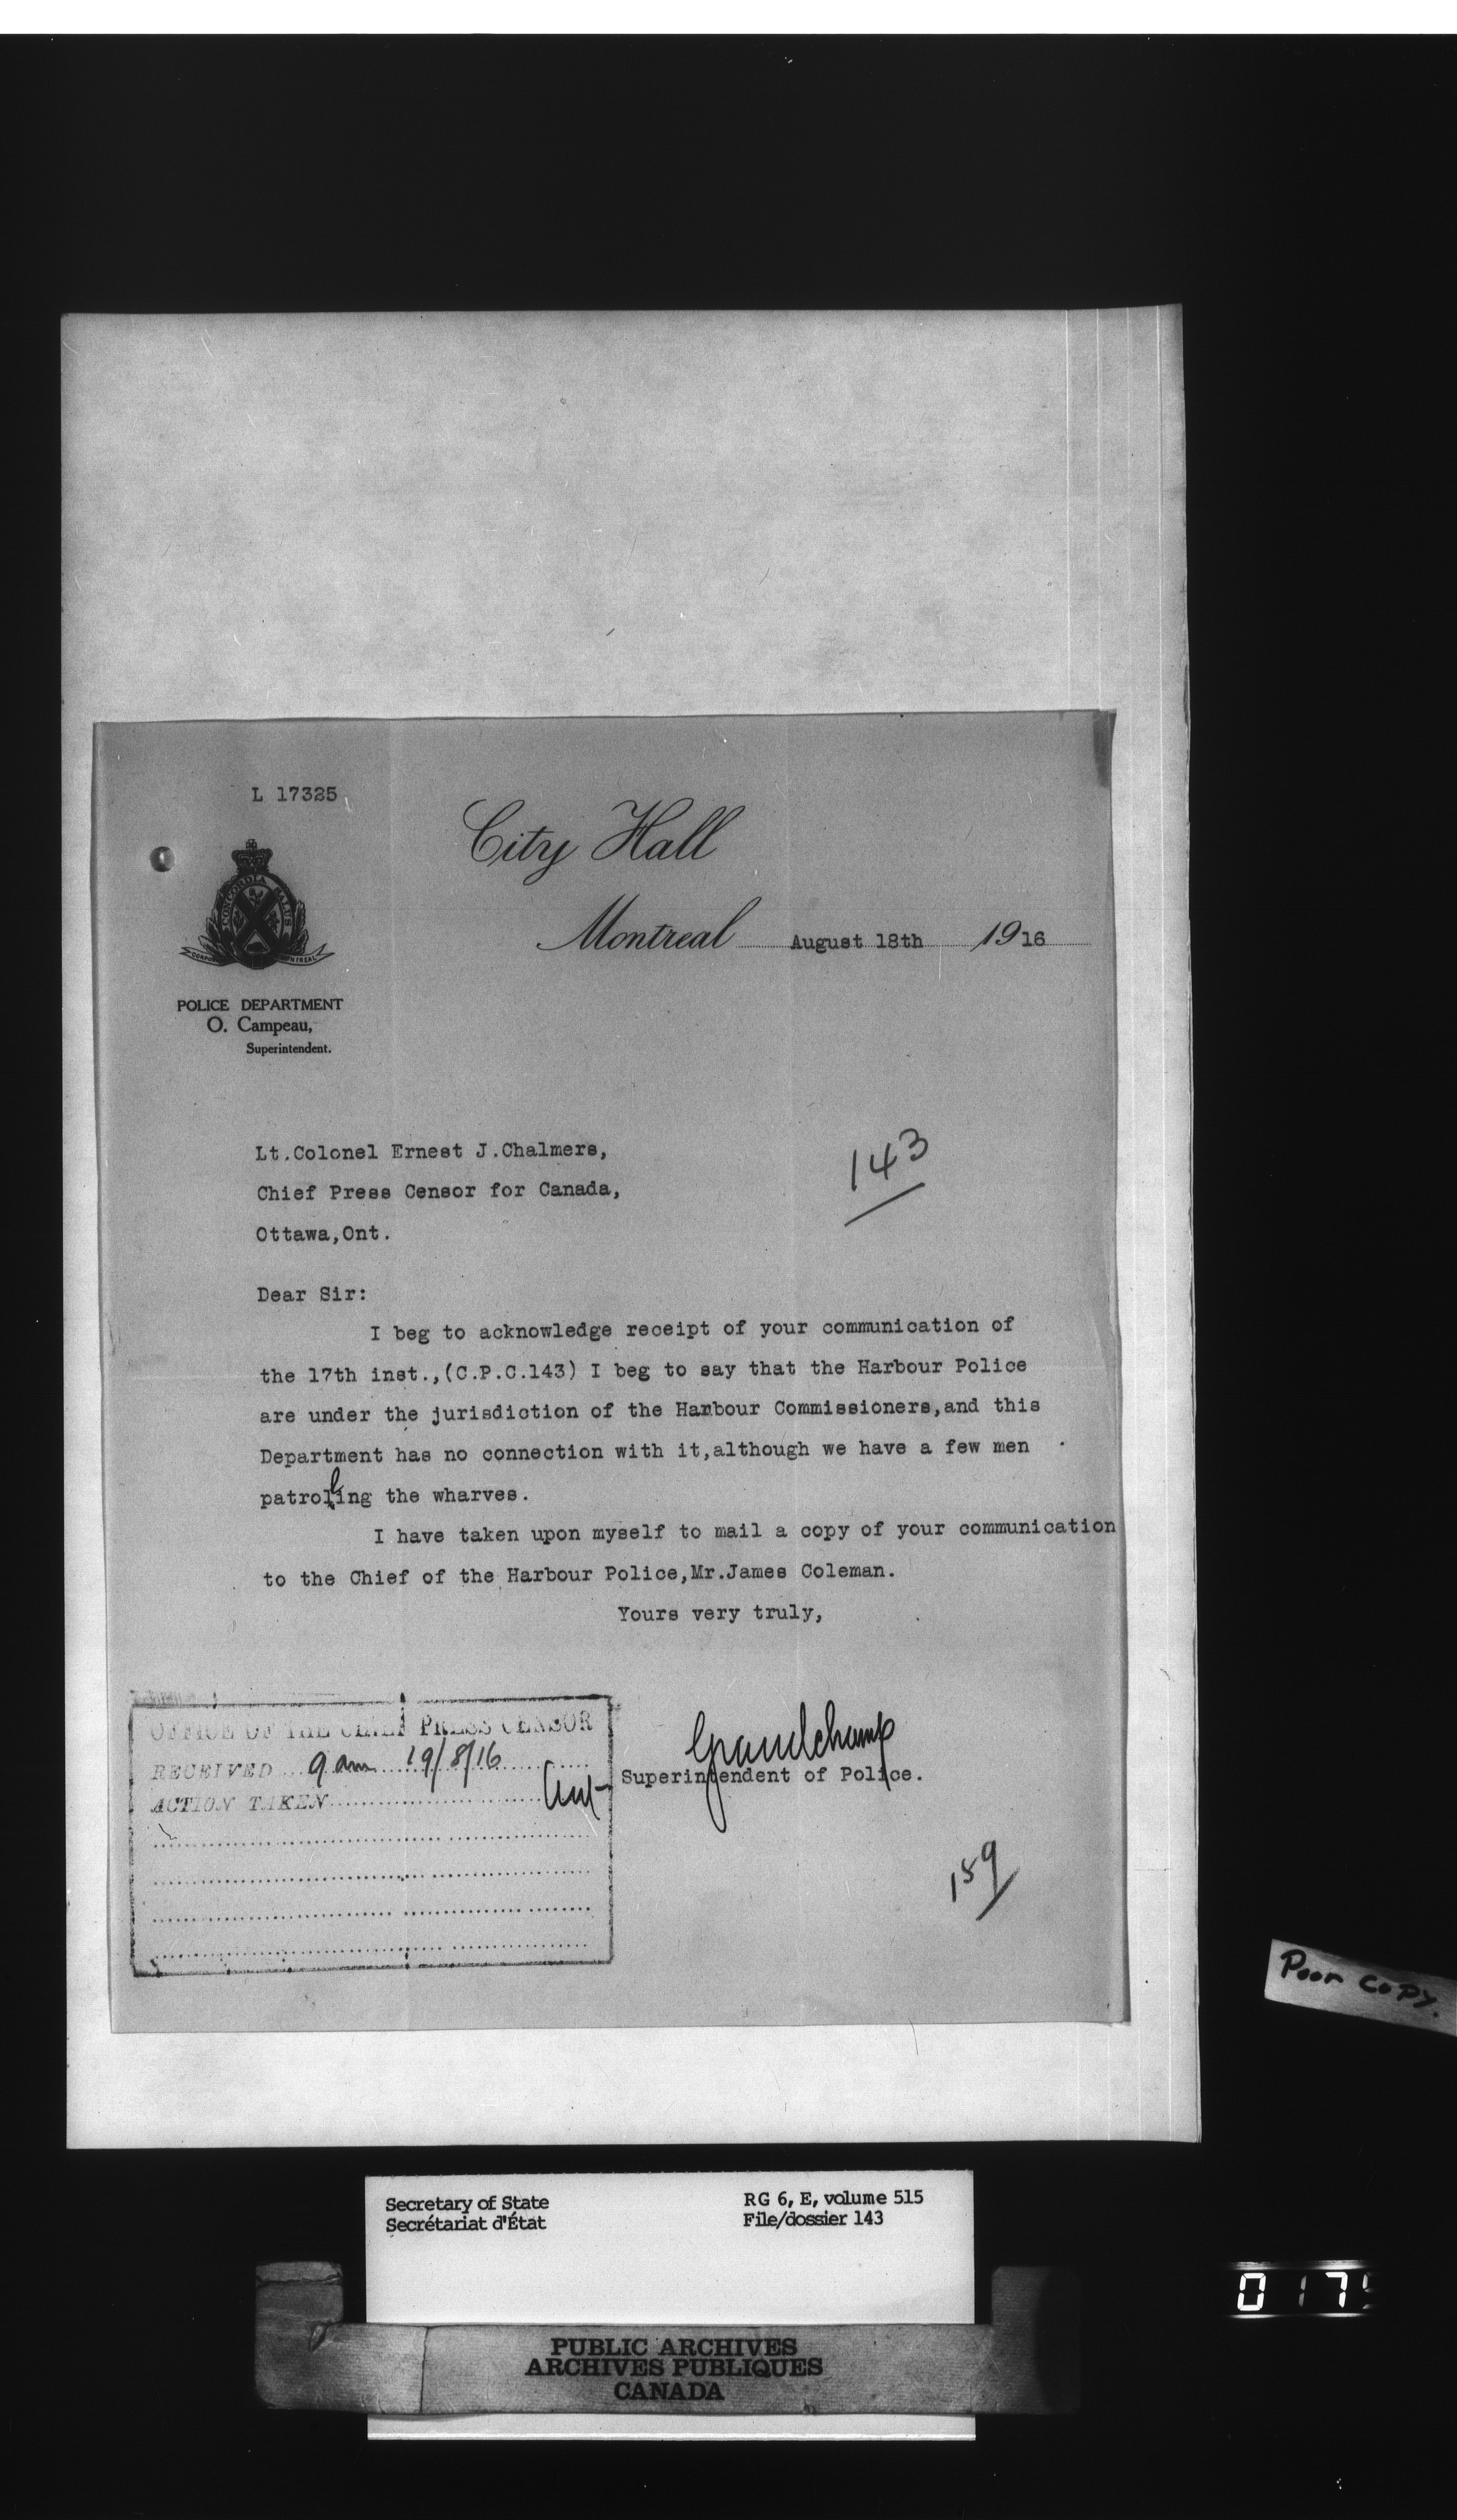 L 17325
City Hall
Montreal August 18th 1916
CONCORDIA SALUS
POLICE DEPARTMENT
O. Campeau,
Superintendent.
Lt.Colonel Ernest J.Chalmers,
143
Chief Press Censor for Canada,
Ottawa,Ont.
Dear Sir:
I beg to acknowledge receipt of your communication of
the 17th inst.,(C.P.C.143) I beg to say that the Harbour Police
are under the jurisdiction of the Harbour Commissioners,and this
Department has no connection with it,although we have a few men
patrolling the wharves.
I have taken upon myself to mail a copy of your communication
to the Chief of the Harbour Police,Mr.James Coleman.
Yours very truly,
Grandchamp
Superintendent of Police.
OFFICE OF THE CHIEF PRESS CENSOR
RECEIVED 9 am 19/8/16
ACTION TAKEN
159
Poor Copy.
Secretary of State
Secrétariat d'État
RG 6, E, volume 515
File/dossier 143
017
PUBLIC ARCHIVES
ARCHIVES PUBLIQUES
CANADA